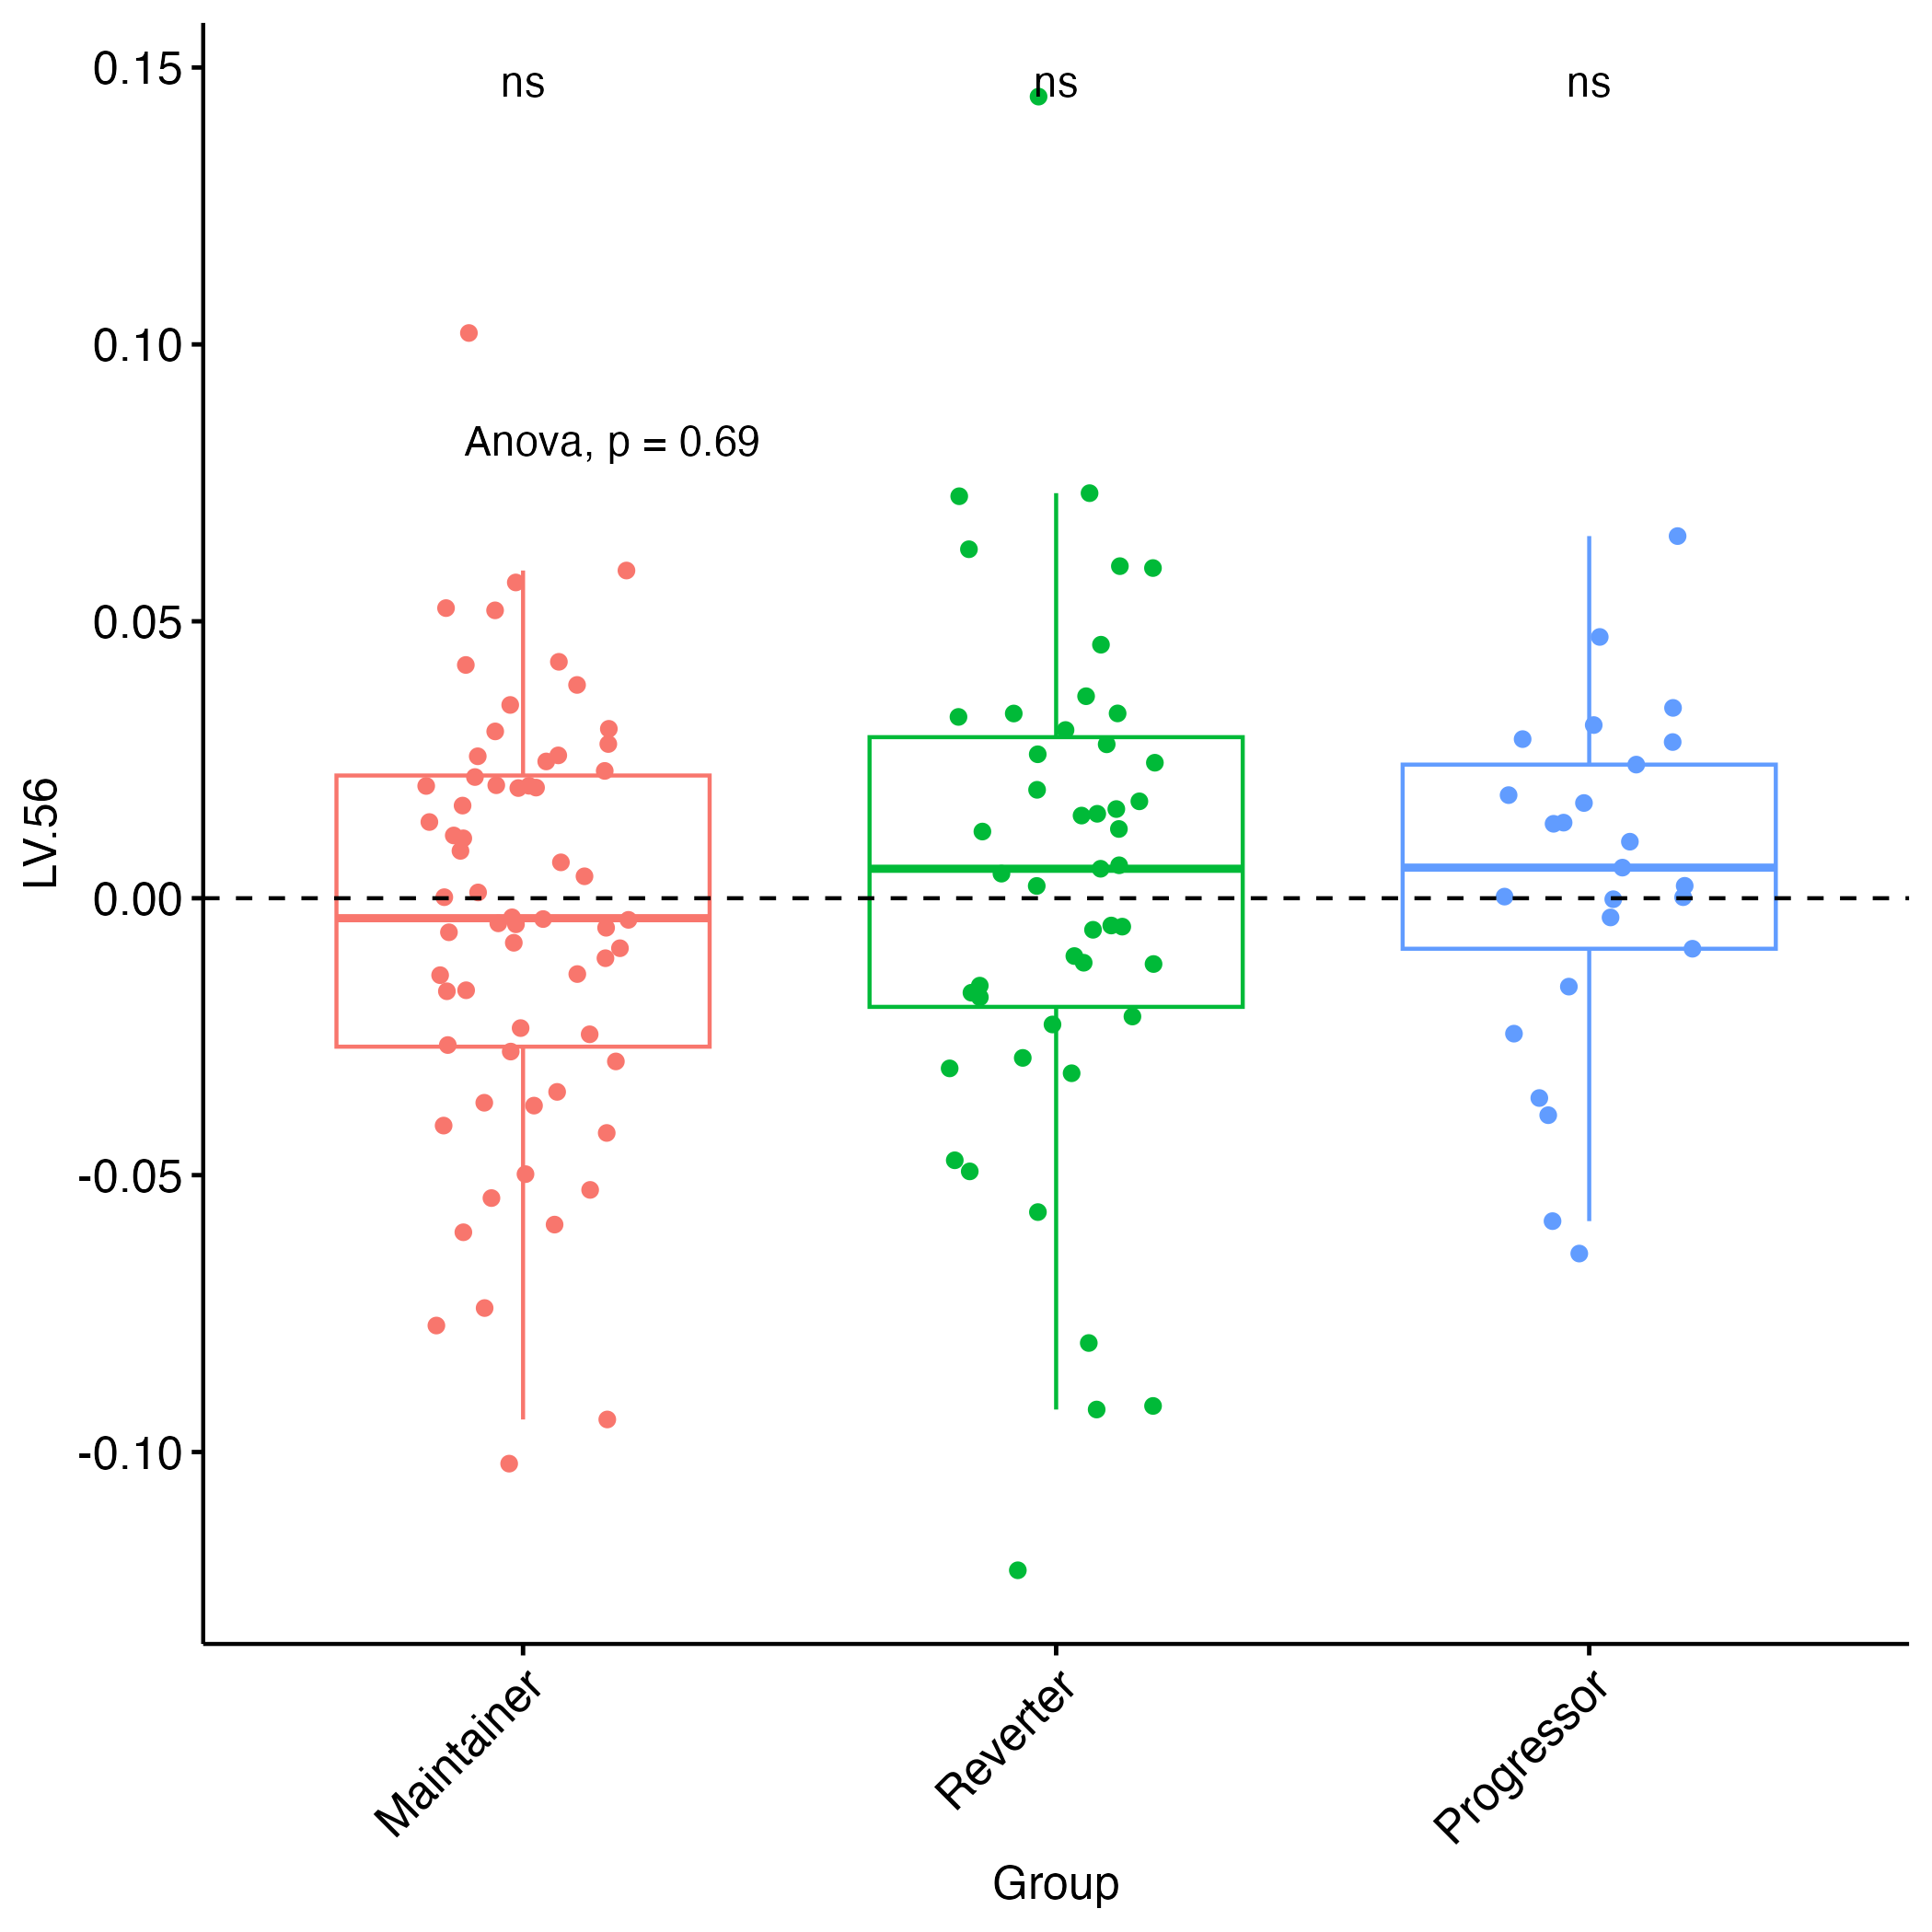 0.15
0.10
0.05
0.00
-0.05
-0.10
LV.56
ns
ns
ns
Anova, p = 0.69
Maintainer
Reverter
Progressor
Group